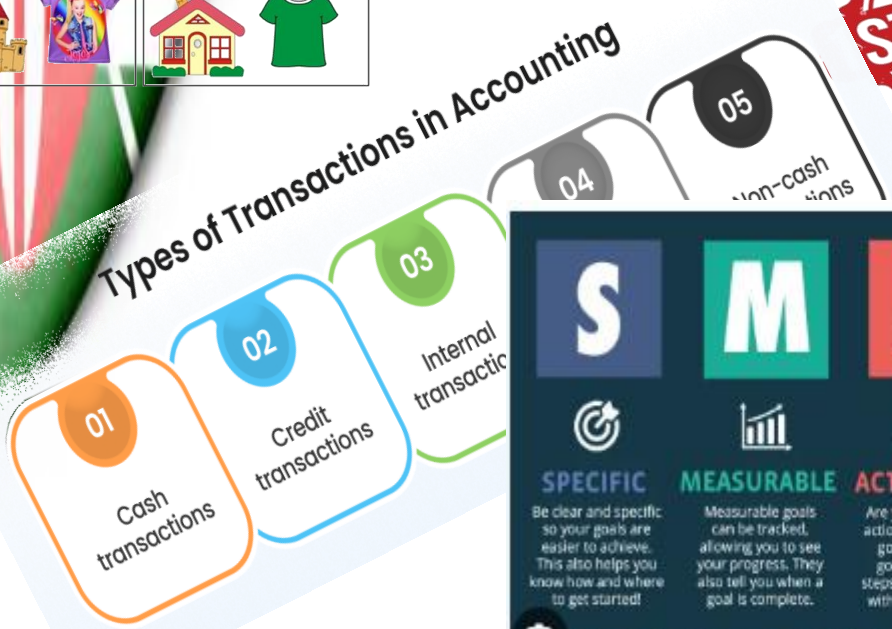 Types of Transactions in Accounting
01
Cash
transactions
02
Credit
transactions
03
Internal
04
05
Non-cash
S
M
SPECIFIC
Be clear and specific
so your goals are
easier to achieve.
This also helps you
know how and where
to get started!
MEASURABLE
Measurable goals
can be tracked,
allowing you to see
your progress. They
also tell you when a
goal is complete.
Are
S